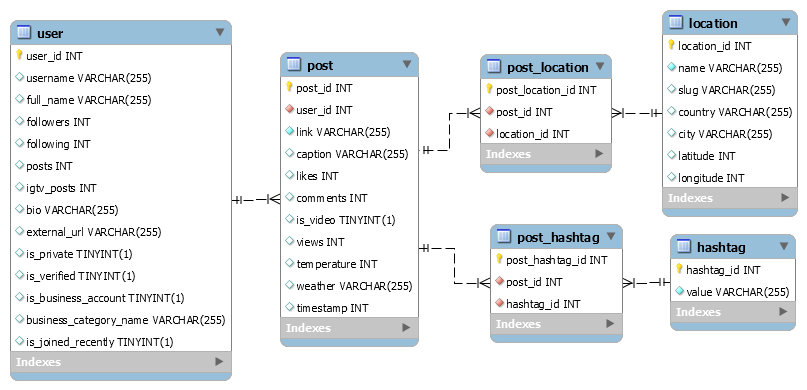 user
user_id INT
username VARCHAR(255)
full_name VARCHAR(255)
followers INT
following INT
posts INT
igtv_posts INT
bio VARCHAR(255)
external_url VARCHAR(255)
is_private TINYINT(1)
is_verified TINYINT(1)
is_business_account TINYINT(1)
business_category_name VARCHAR(255)
is_joined_recently TINYINT(1)
Indexes
post
post_id INT
user_id INT
link VARCHAR(255)
caption VARCHAR(255)
likes INT
comments INT
is_video TINYINT(1)
views INT
temperature INT
weather VARCHAR(255)
timestamp INT
Indexes
post_location
post_location_id INT
post_id INT
location_id INT
Indexes
location
location_id INT
name VARCHAR(255)
slug VARCHAR(255)
country VARCHAR(255)
city VARCHAR(255)
latitude INT
longitude INT
Indexes
post_hashtag
post_hashtag_id INT
post_id INT
hashtag_id INT
Indexes
hashtag
hashtag_id INT
value VARCHAR(255)
Indexes